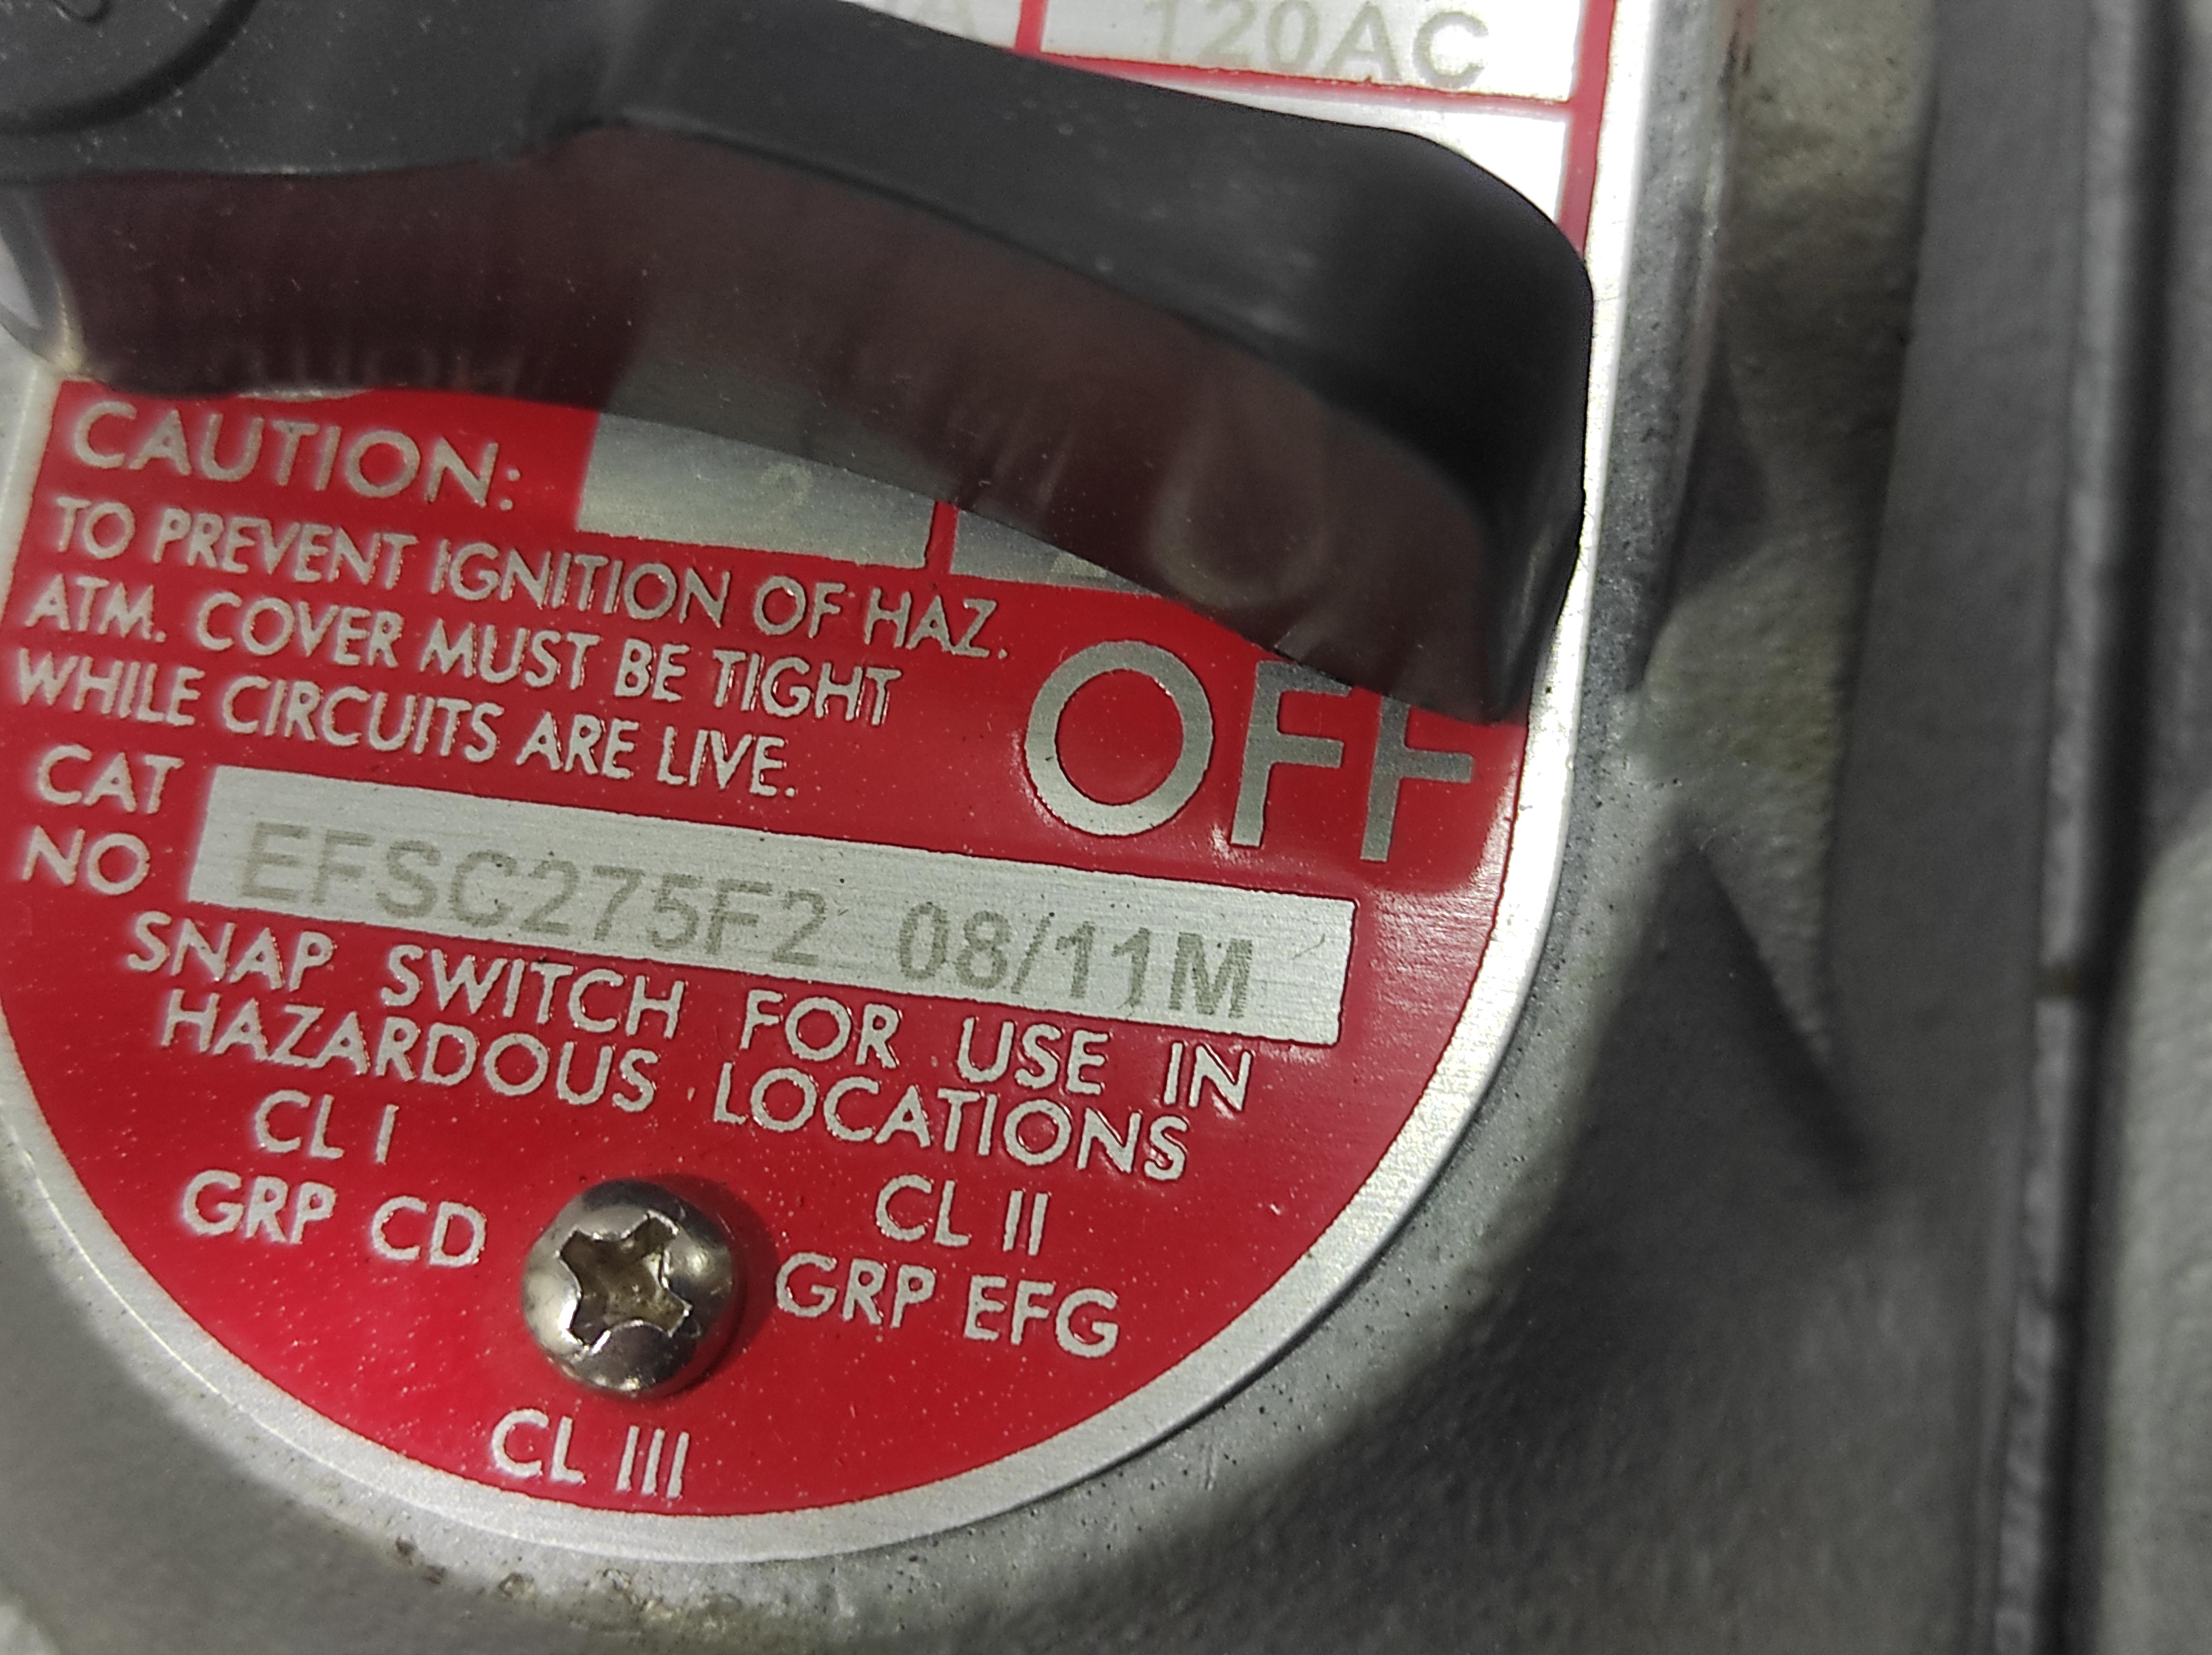 120AC
CAUTION:
2
TO PREVENT IGNITION OF HAZ.
ATM. COVER MUST BE TIGHT
WHILE CIRCUITS ARE LIVE.
OFF
CAT
NO
EFSC275F2 08/11M
SNAP SWITCH FOR USE IN
HAZARDOUS LOCATIONS
CL I
GRP CD
CL II
GRP EFG
CL III